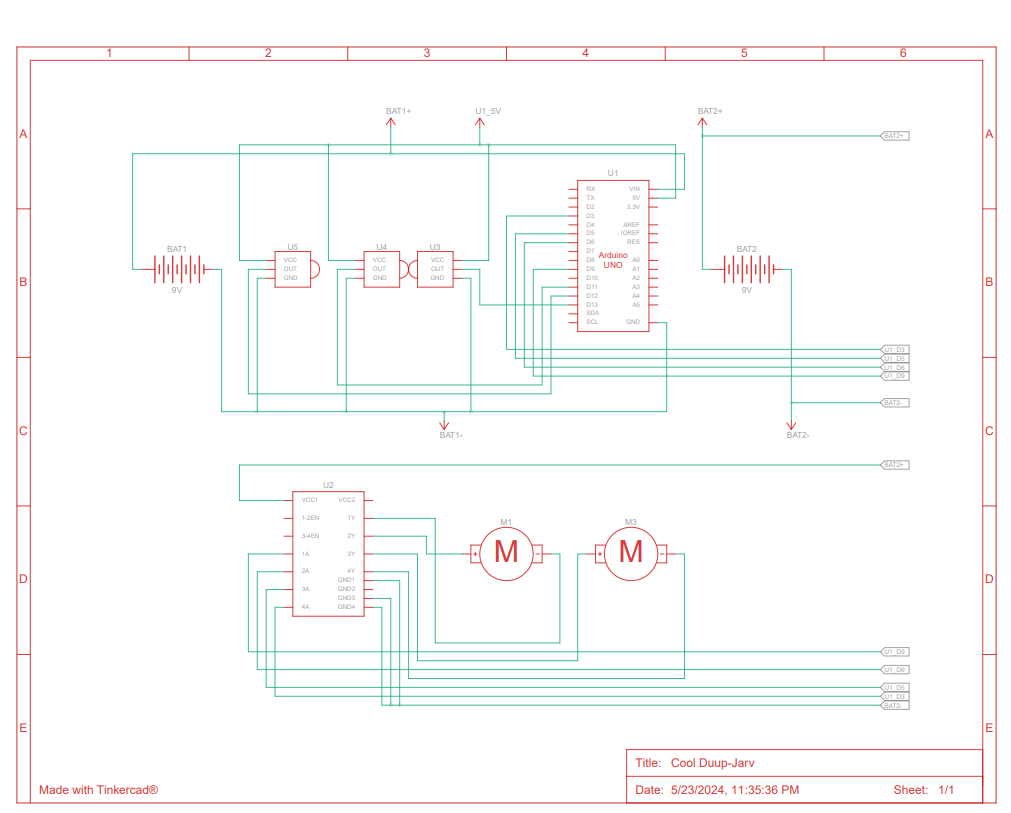 1 2 3 4 5 6
BAT1+ U1_5V BAT2+
A BAT2+ A
U1
RX VIN
TX 5V
D2 3.3V
D3
D4 AREF
D5 IOREF
D6 RES
D7
D8 A0
D9 A1
D10 A2
D11 A3
D12 A4
D13 A5
SDA
SCL GND
Arduino
UNO
BAT1 U5 U4 U3 BAT2
VCC VCC VCC
OUT OUT OUT
GND GND GND
B B
9V 9V
U1_D3
U1_D5
U1_D6
U1_D9
BAT2-
C C
BAT1- BAT2-
BAT2+
U2
VCC1 VCC2
1-2EN 1Y
3-4EN 2Y
1A 3Y
2A 4Y
GND1
3A GND2
GND3
4A GND4
M1 M3
+ M - + M -
D D
U1_D9
U1_D6
U1_D5
U1_D3
BAT2-
E E
Title: Cool Duup-Jarv
Made with Tinkercad®
Date: 5/23/2024, 11:35:36 PM Sheet: 1/1